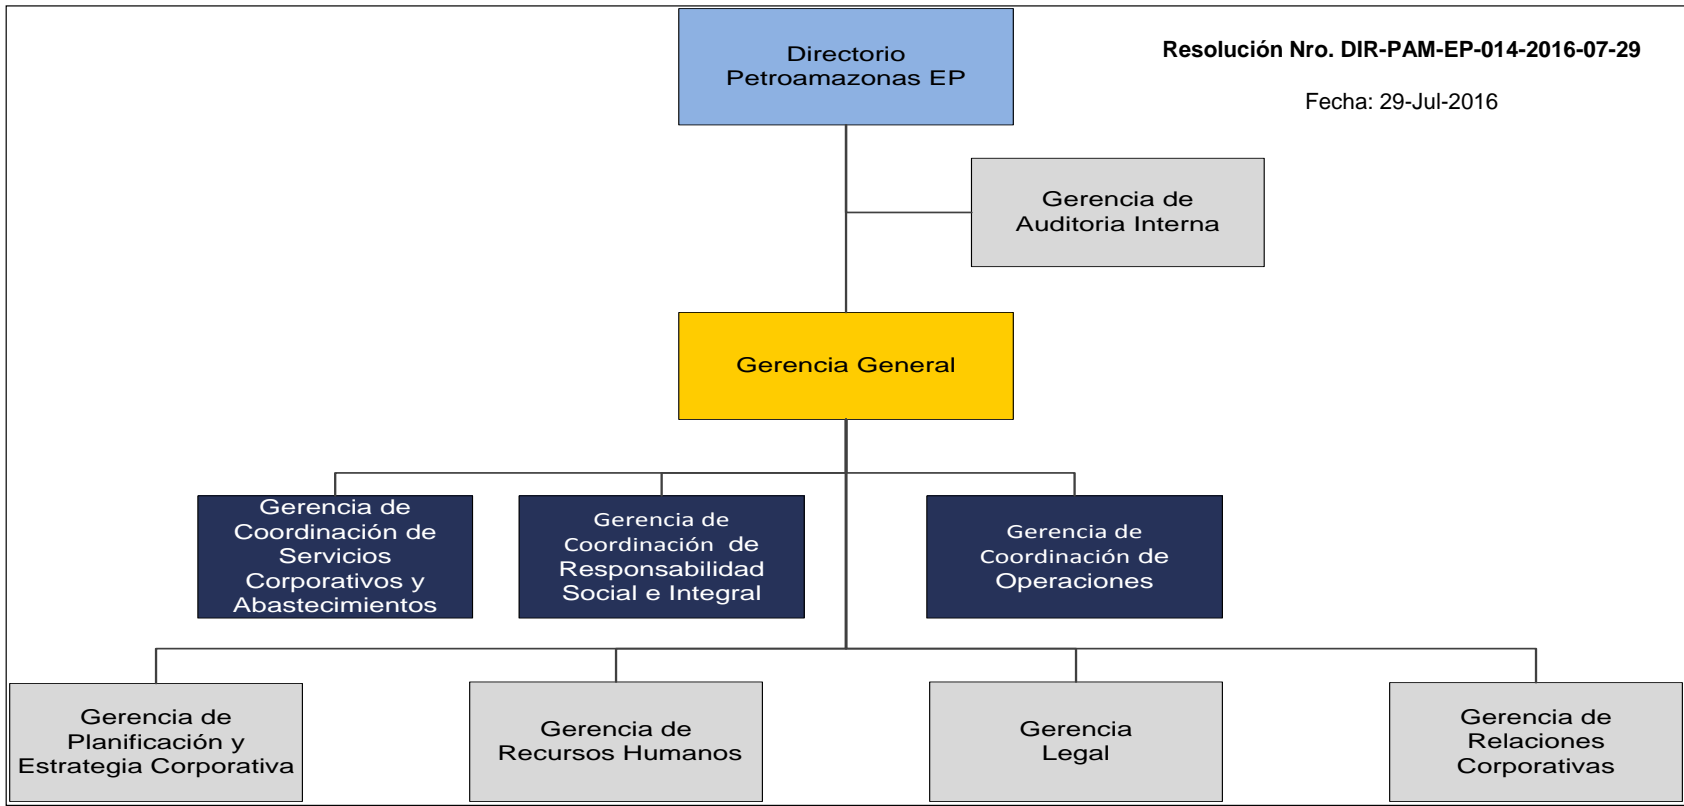 Directorio
Petroamazonas EP
Resolución Nro. DIR-PAM-EP-014-2016-07-29
Fecha: 29-Jul-2016
Gerencia de
Auditoria Interna
Gerencia General
Gerencia de
Coordinación de
Servicios
Corporativos y
Abastecimientos
Gerencia de
Coordinación de
Responsabilidad
Social e Integral
Gerencia de
Coordinación de
Operaciones
Gerencia de
Planificación y
Estrategia Corporativa
Gerencia de
Recursos Humanos
Gerencia
Legal
Gerencia de
Relaciones
Corporativas